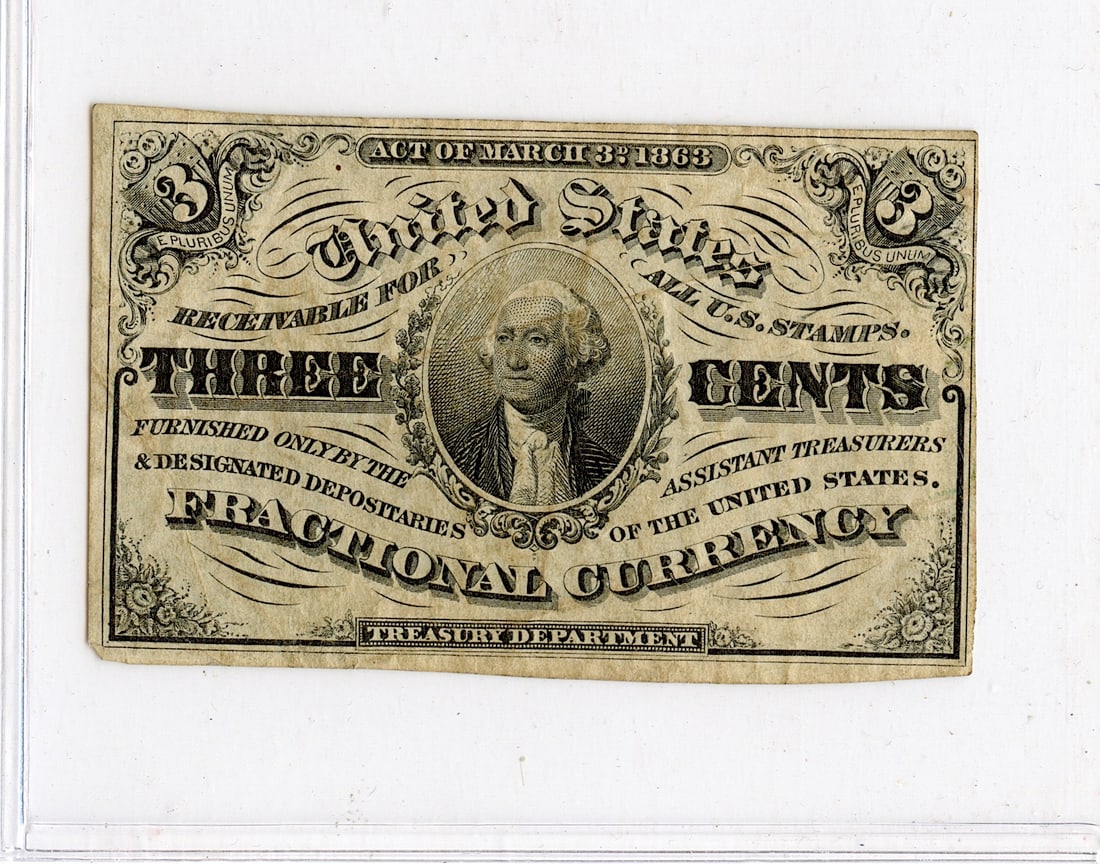 ACT OF MARCH 3D 1863
3
E PLURIBUS UNUM
3
E PLURIBUS UNUM
United States
RECEIVABLE FOR ALL U.S. STAMPS.
THREE CENTS
FURNISHED ONLY BY THE ASSISTANT TREASURERS
& DESIGNATED DEPOSITARIES OF THE UNITED STATES.
FRACTIONAL CURRENCY
TREASURY DEPARTMENT